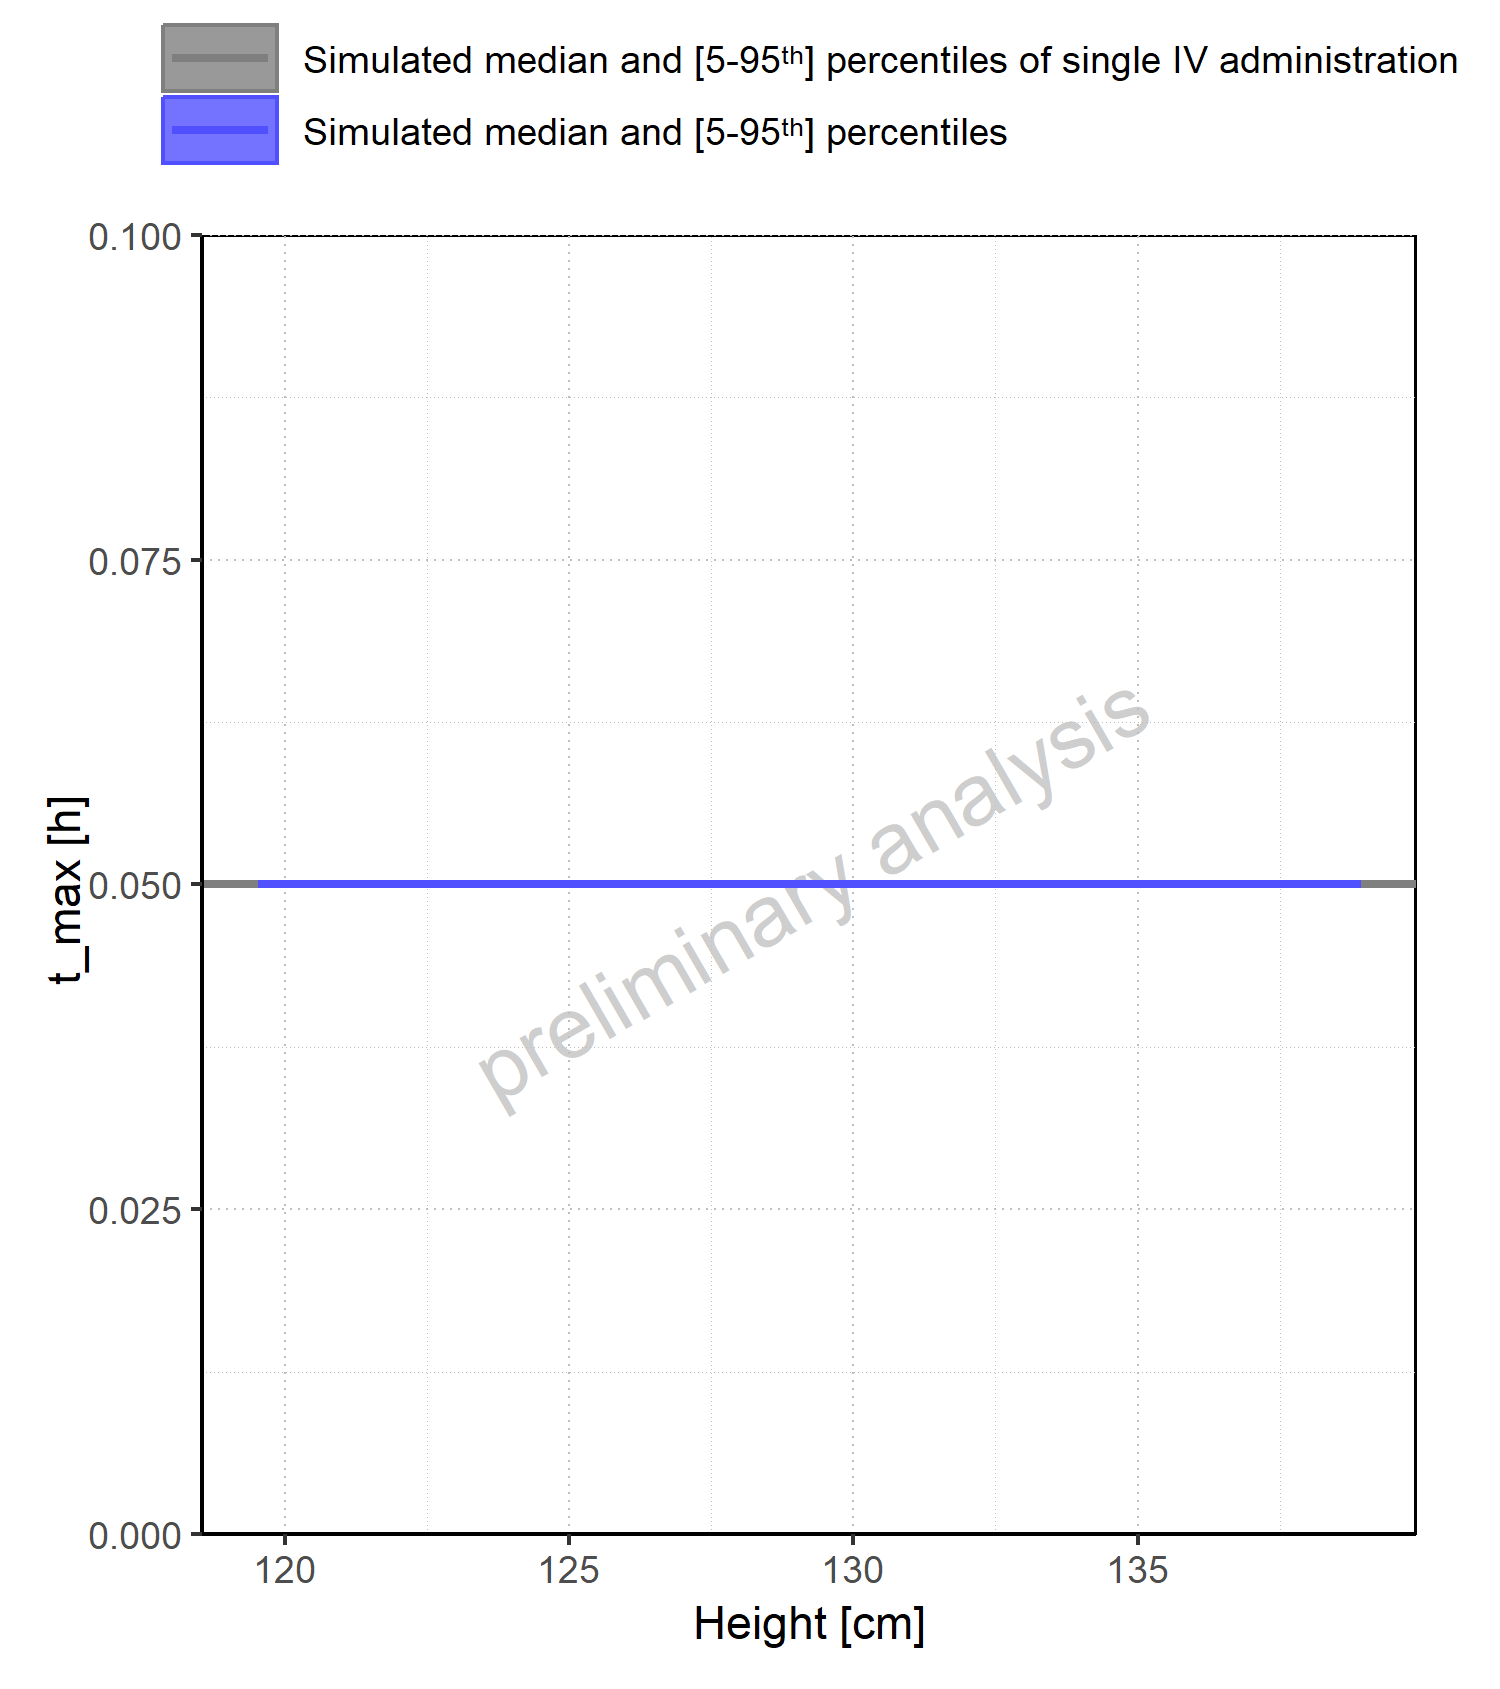 Simulated median and [5-95th] percentiles of single IV administration
Simulated median and [5-95th] percentiles
0.100
0.075
0.050
0.025
0.000
t_max [h]
preliminary analysis
120 125 130 135
Height [cm]